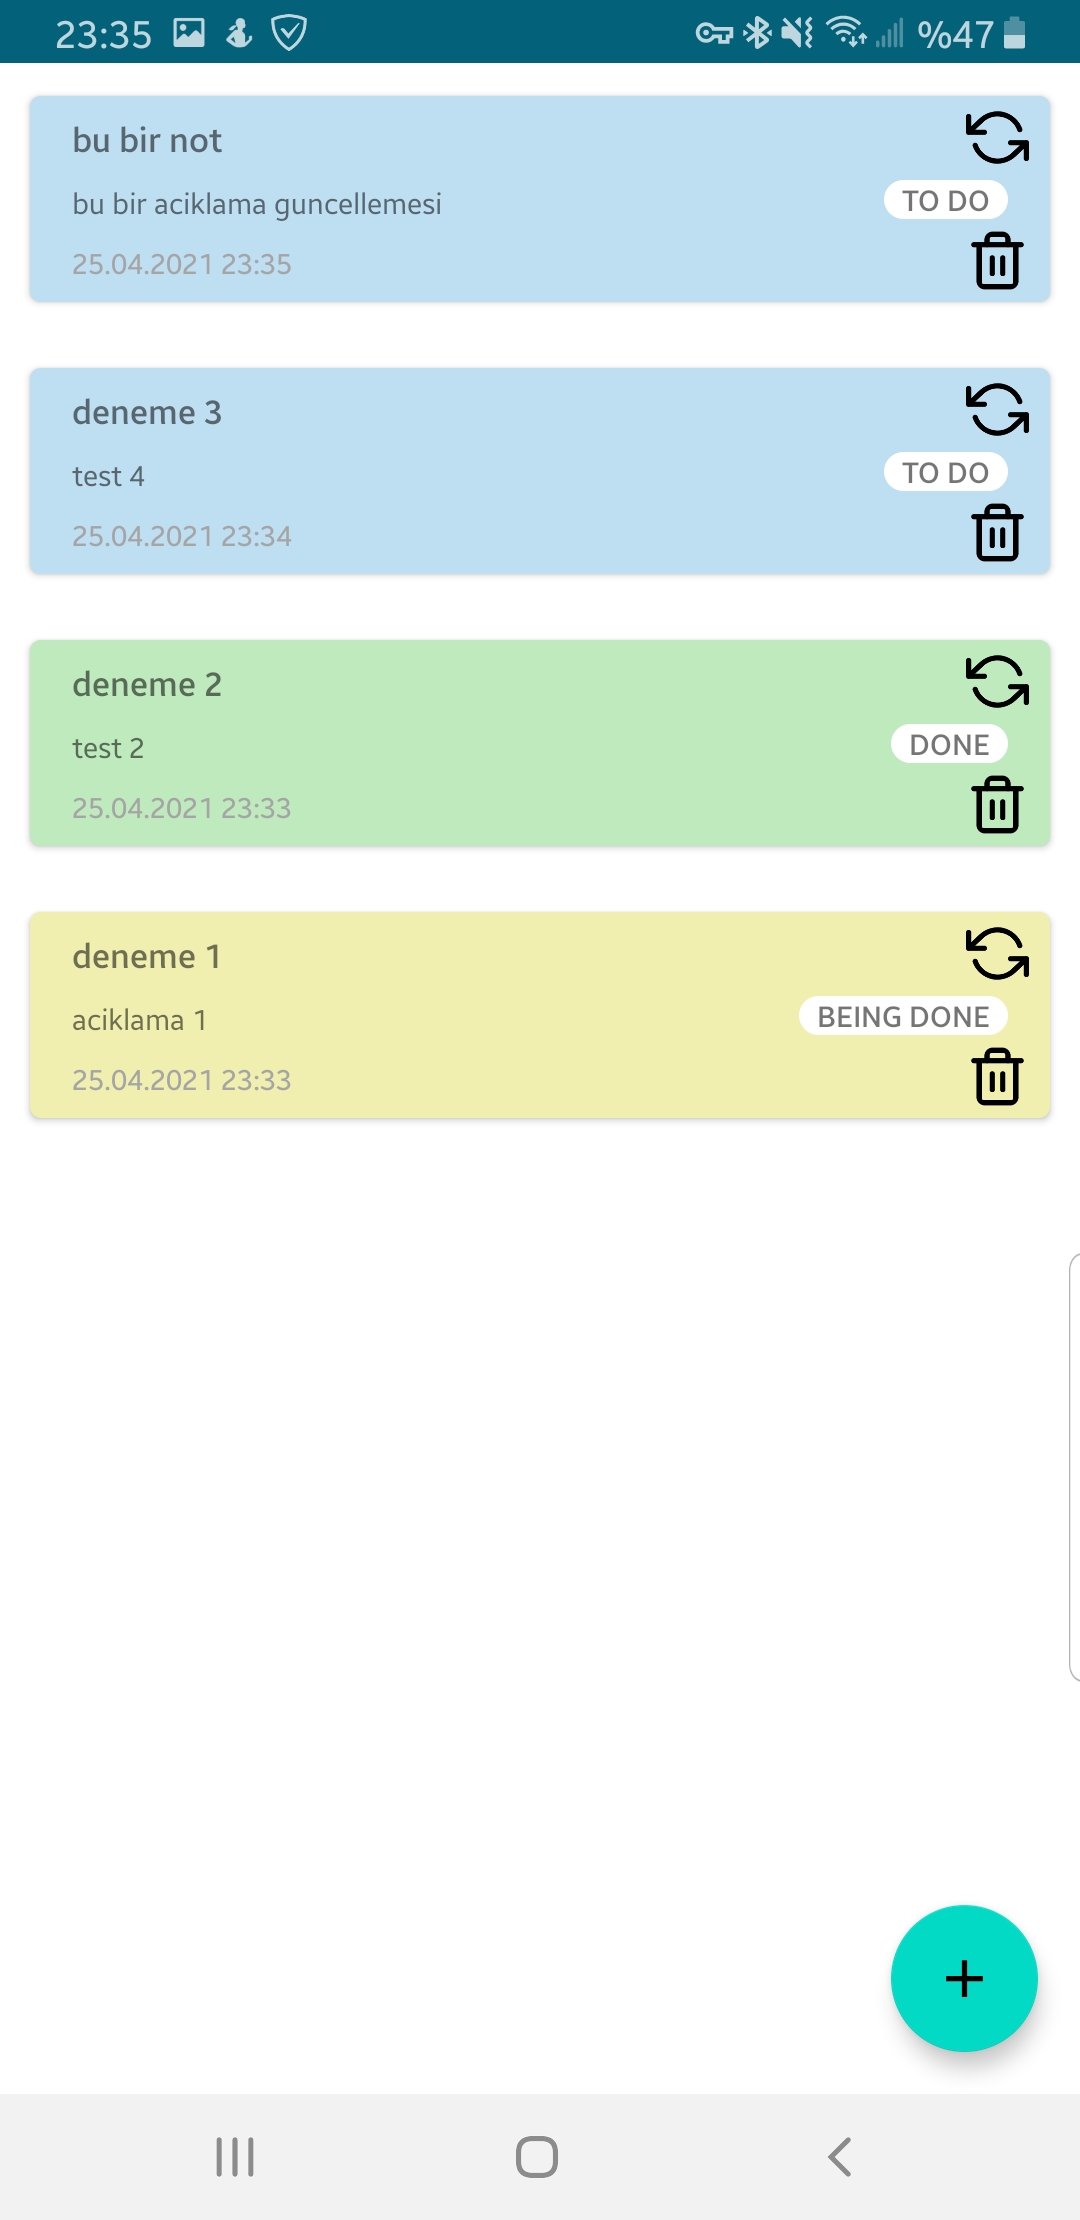 23:35 %47
bu bir not
bu bir aciklama guncellemesi
TO DO
25.04.2021 23:35
deneme 3
test 4
TO DO
25.04.2021 23:34
deneme 2
test 2
DONE
25.04.2021 23:33
deneme 1
aciklama 1
BEING DONE
25.04.2021 23:33